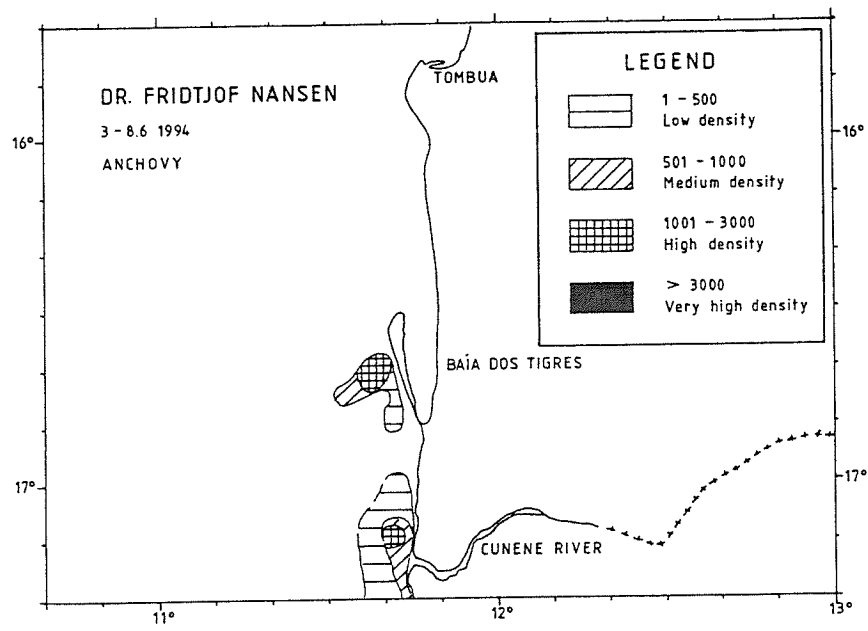 DR. FRIDTJOF NANSEN
3 - 8.6 1994
ANCHOVY
TOMBUA
LEGEND
1 - 500
Low density
501 - 1000
Medium density
1001 - 3000
High density
> 3000
Very high density
16°
16°
BAÍA DOS TIGRES
17°
17°
CUNENE RIVER
11°
12°
13°